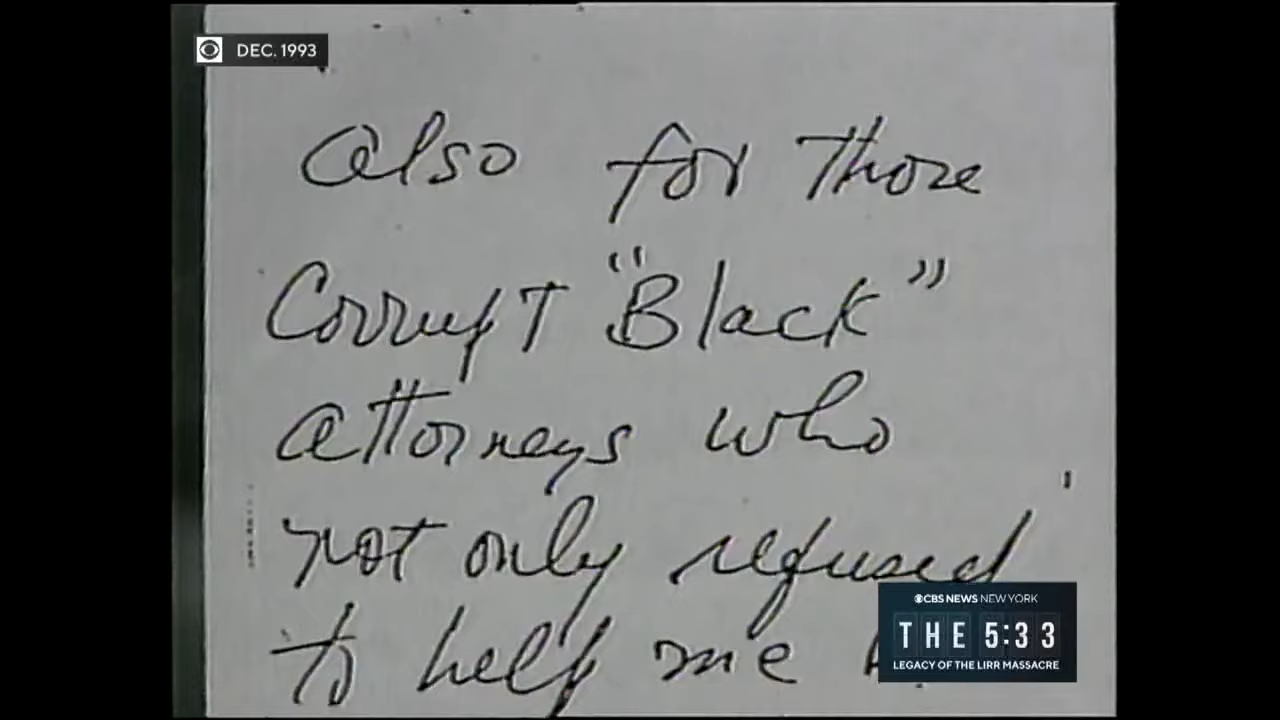 DEC. 1993
also for those
Corrupt "Black"
attorneys who
not only refused
to help me
CBS NEWS NEW YORK
THE 5:33
LEGACY OF THE LIRR MASSACRE